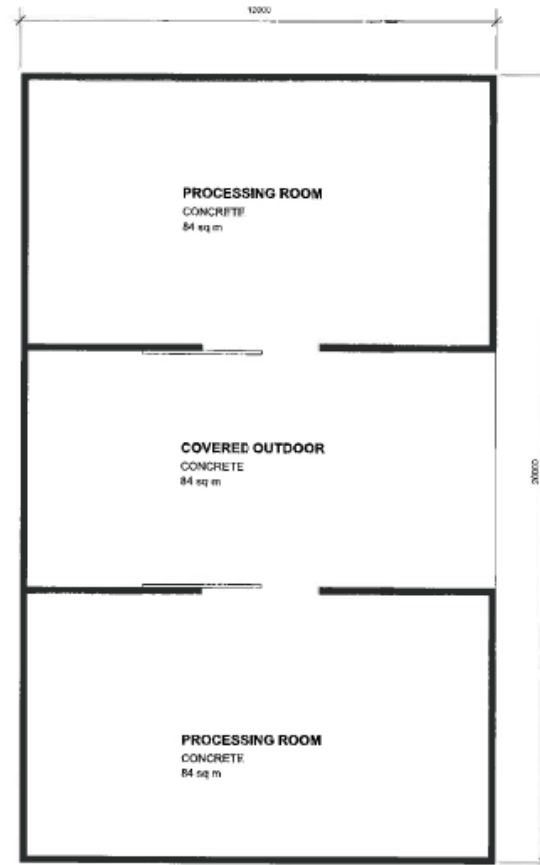 12000
PROCESSING ROOM
CONCRETE
84 sq m
COVERED OUTDOOR
CONCRETE
84 sq m
20000
PROCESSING ROOM
CONCRETE
84 sq m